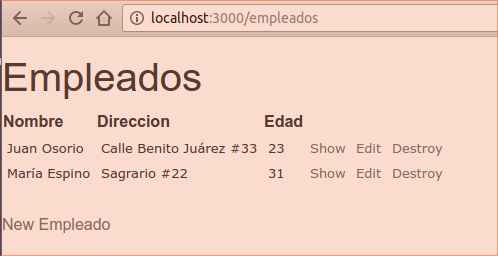 localhost:3000/empleados
Empleados
Nombre Direccion Edad
Juan Osorio Calle Benito Juárez #33 23 Show Edit Destroy
María Espino Sagrario #22 31 Show Edit Destroy
New Empleado